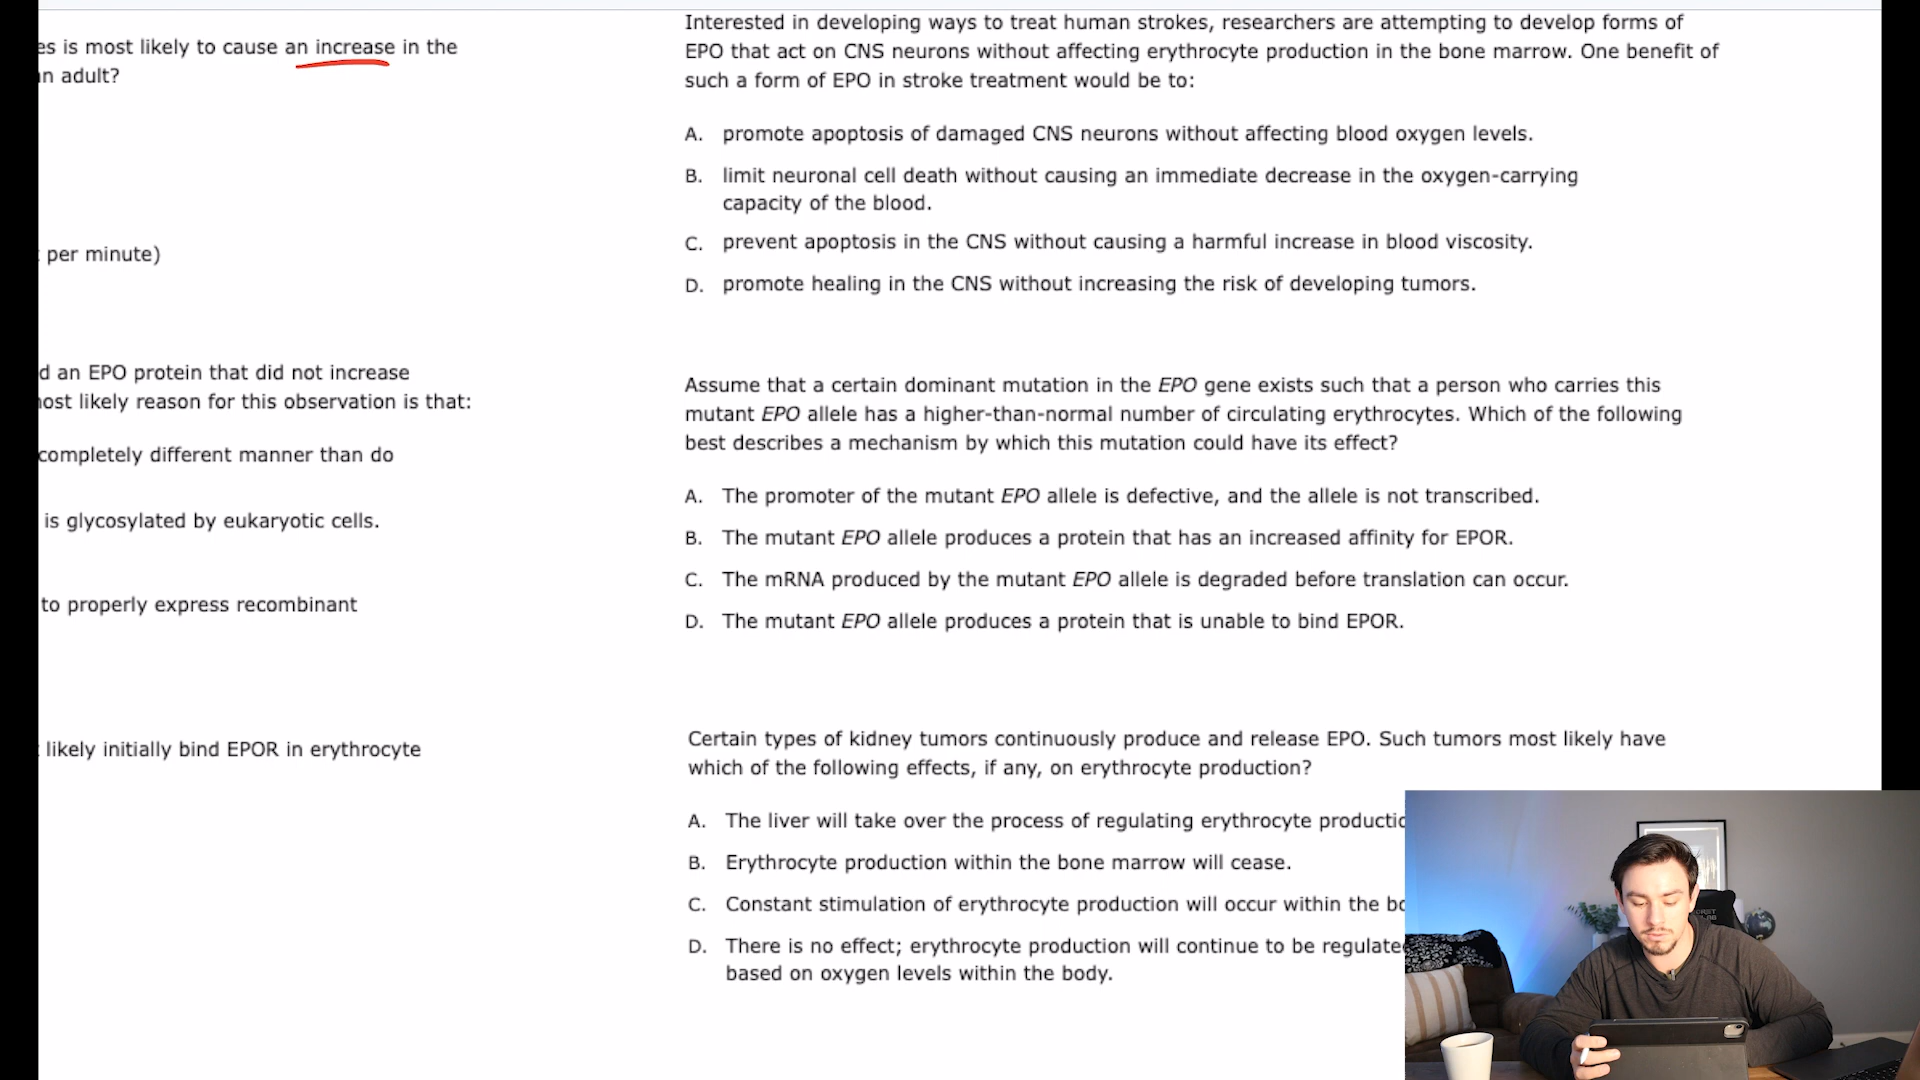 es is most likely to cause an increase in the
in adult?
per minute)
d an EPO protein that did not increase
ost likely reason for this observation is that:
completely different manner than do
is glycosylated by eukaryotic cells.
to properly express recombinant
likely initially bind EPOR in erythrocyte
Interested in developing ways to treat human strokes, researchers are attempting to develop forms of
EPO that act on CNS neurons without affecting erythrocyte production in the bone marrow. One benefit of
such a form of EPO in stroke treatment would be to:
A. promote apoptosis of damaged CNS neurons without affecting blood oxygen levels.
B. limit neuronal cell death without causing an immediate decrease in the oxygen-carrying
capacity of the blood.
C. prevent apoptosis in the CNS without causing a harmful increase in blood viscosity.
D. promote healing in the CNS without increasing the risk of developing tumors.
Assume that a certain dominant mutation in the EPO gene exists such that a person who carries this
mutant EPO allele has a higher-than-normal number of circulating erythrocytes. Which of the following
best describes a mechanism by which this mutation could have its effect?
A. The promoter of the mutant EPO allele is defective, and the allele is not transcribed.
B. The mutant EPO allele produces a protein that has an increased affinity for EPOR.
C. The mRNA produced by the mutant EPO allele is degraded before translation can occur.
D. The mutant EPO allele produces a protein that is unable to bind EPOR.
Certain types of kidney tumors continuously produce and release EPO. Such tumors most likely have
which of the following effects, if any, on erythrocyte production?
A. The liver will take over the process of regulating erythrocyte productio
B. Erythrocyte production within the bone marrow will cease.
C. Constant stimulation of erythrocyte production will occur within the bo
D. There is no effect; erythrocyte production will continue to be regulated
based on oxygen levels within the body.